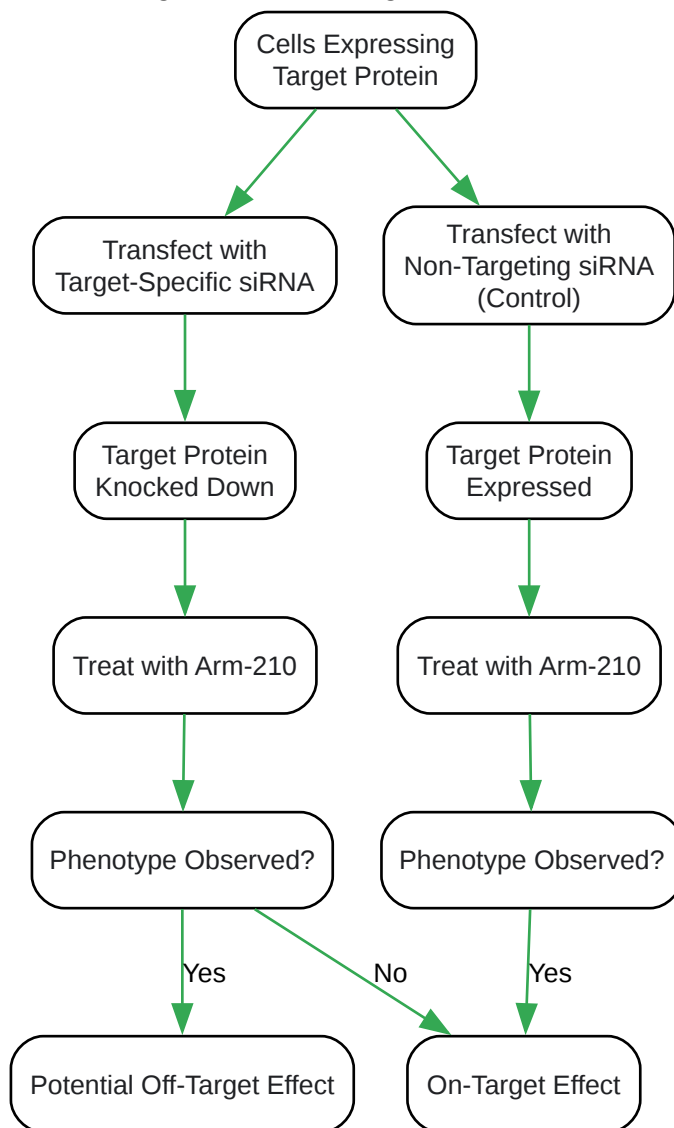 Cells Expressing
Target Protein
Transfect with
Target-Specific siRNA
Transfect with
Non-Targeting siRNA
(Control)
Target Protein
Knocked Down
Target Protein
Expressed
Treat with Arm-210
Treat with Arm-210
Phenotype Observed?
Phenotype Observed?
Yes
No
Yes
Potential Off-Target Effect
On-Target Effect